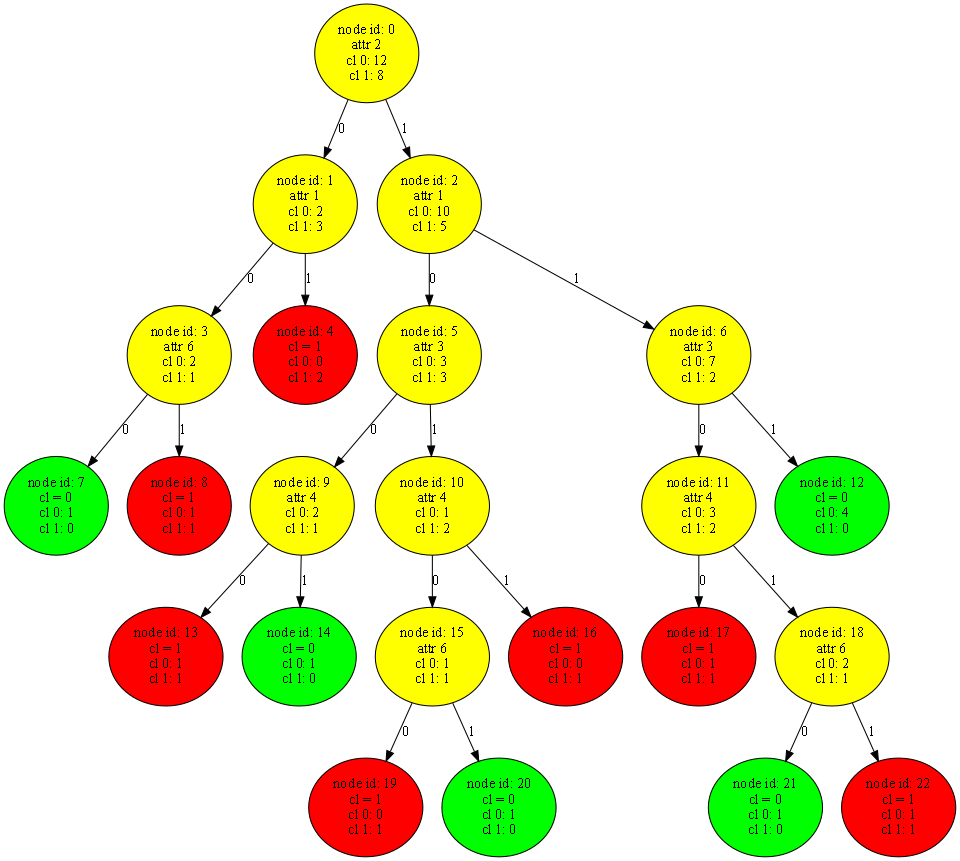 node id: 0
attr 2
cl 0: 12
cl 1: 8
0
1
node id: 1
attr 1
cl 0: 2
cl 1: 3
node id: 2
attr 1
cl 0: 10
cl 1: 5
0
1
0
1
node id: 3
attr 6
cl 0: 2
cl 1: 1
node id: 4
cl = 1
cl 0: 0
cl 1: 2
node id: 5
attr 3
cl 0: 3
cl 1: 3
node id: 6
attr 3
cl 0: 7
cl 1: 2
0
1
0
1
0
1
node id: 7
cl = 0
cl 0: 1
cl 1: 0
node id: 8
cl = 1
cl 0: 1
cl 1: 1
node id: 9
attr 4
cl 0: 2
cl 1: 1
node id: 10
attr 4
cl 0: 1
cl 1: 2
node id: 11
attr 4
cl 0: 3
cl 1: 2
node id: 12
cl = 0
cl 0: 4
cl 1: 0
0
1
0
1
0
1
node id: 13
cl = 1
cl 0: 1
cl 1: 1
node id: 14
cl = 0
cl 0: 1
cl 1: 0
node id: 15
attr 6
cl 0: 1
cl 1: 1
node id: 16
cl = 1
cl 0: 0
cl 1: 1
node id: 17
cl = 1
cl 0: 1
cl 1: 1
node id: 18
attr 6
cl 0: 2
cl 1: 1
0
1
0
1
node id: 19
cl = 1
cl 0: 0
cl 1: 1
node id: 20
cl = 0
cl 0: 1
cl 1: 0
node id: 21
cl = 0
cl 0: 1
cl 1: 0
node id: 22
cl = 1
cl 0: 1
cl 1: 1